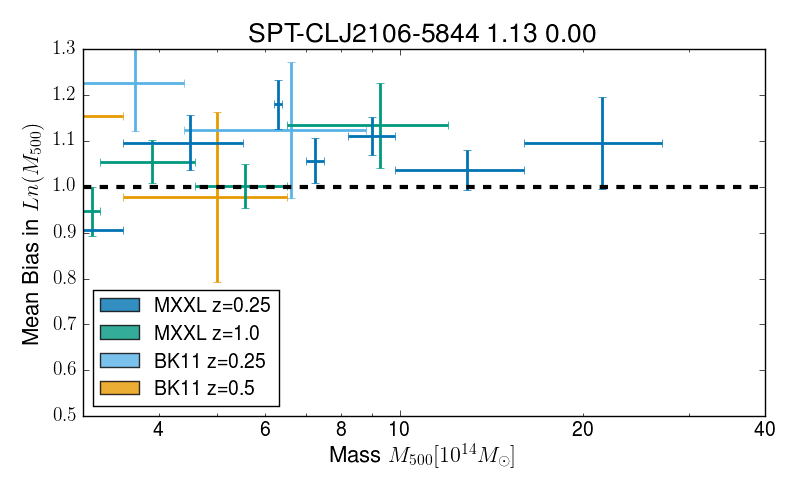 SPT-CLJ2106-5844 1.13 0.00
1.3
1.2
1.1
1.0
0.9
0.8
0.7
0.6
0.5
Mean Bias in Ln(M500)
MXXL z=0.25
MXXL z=1.0
BK11 z=0.25
BK11 z=0.5
4 6 8 10 20 40
Mass M500[10^14 M⊙]